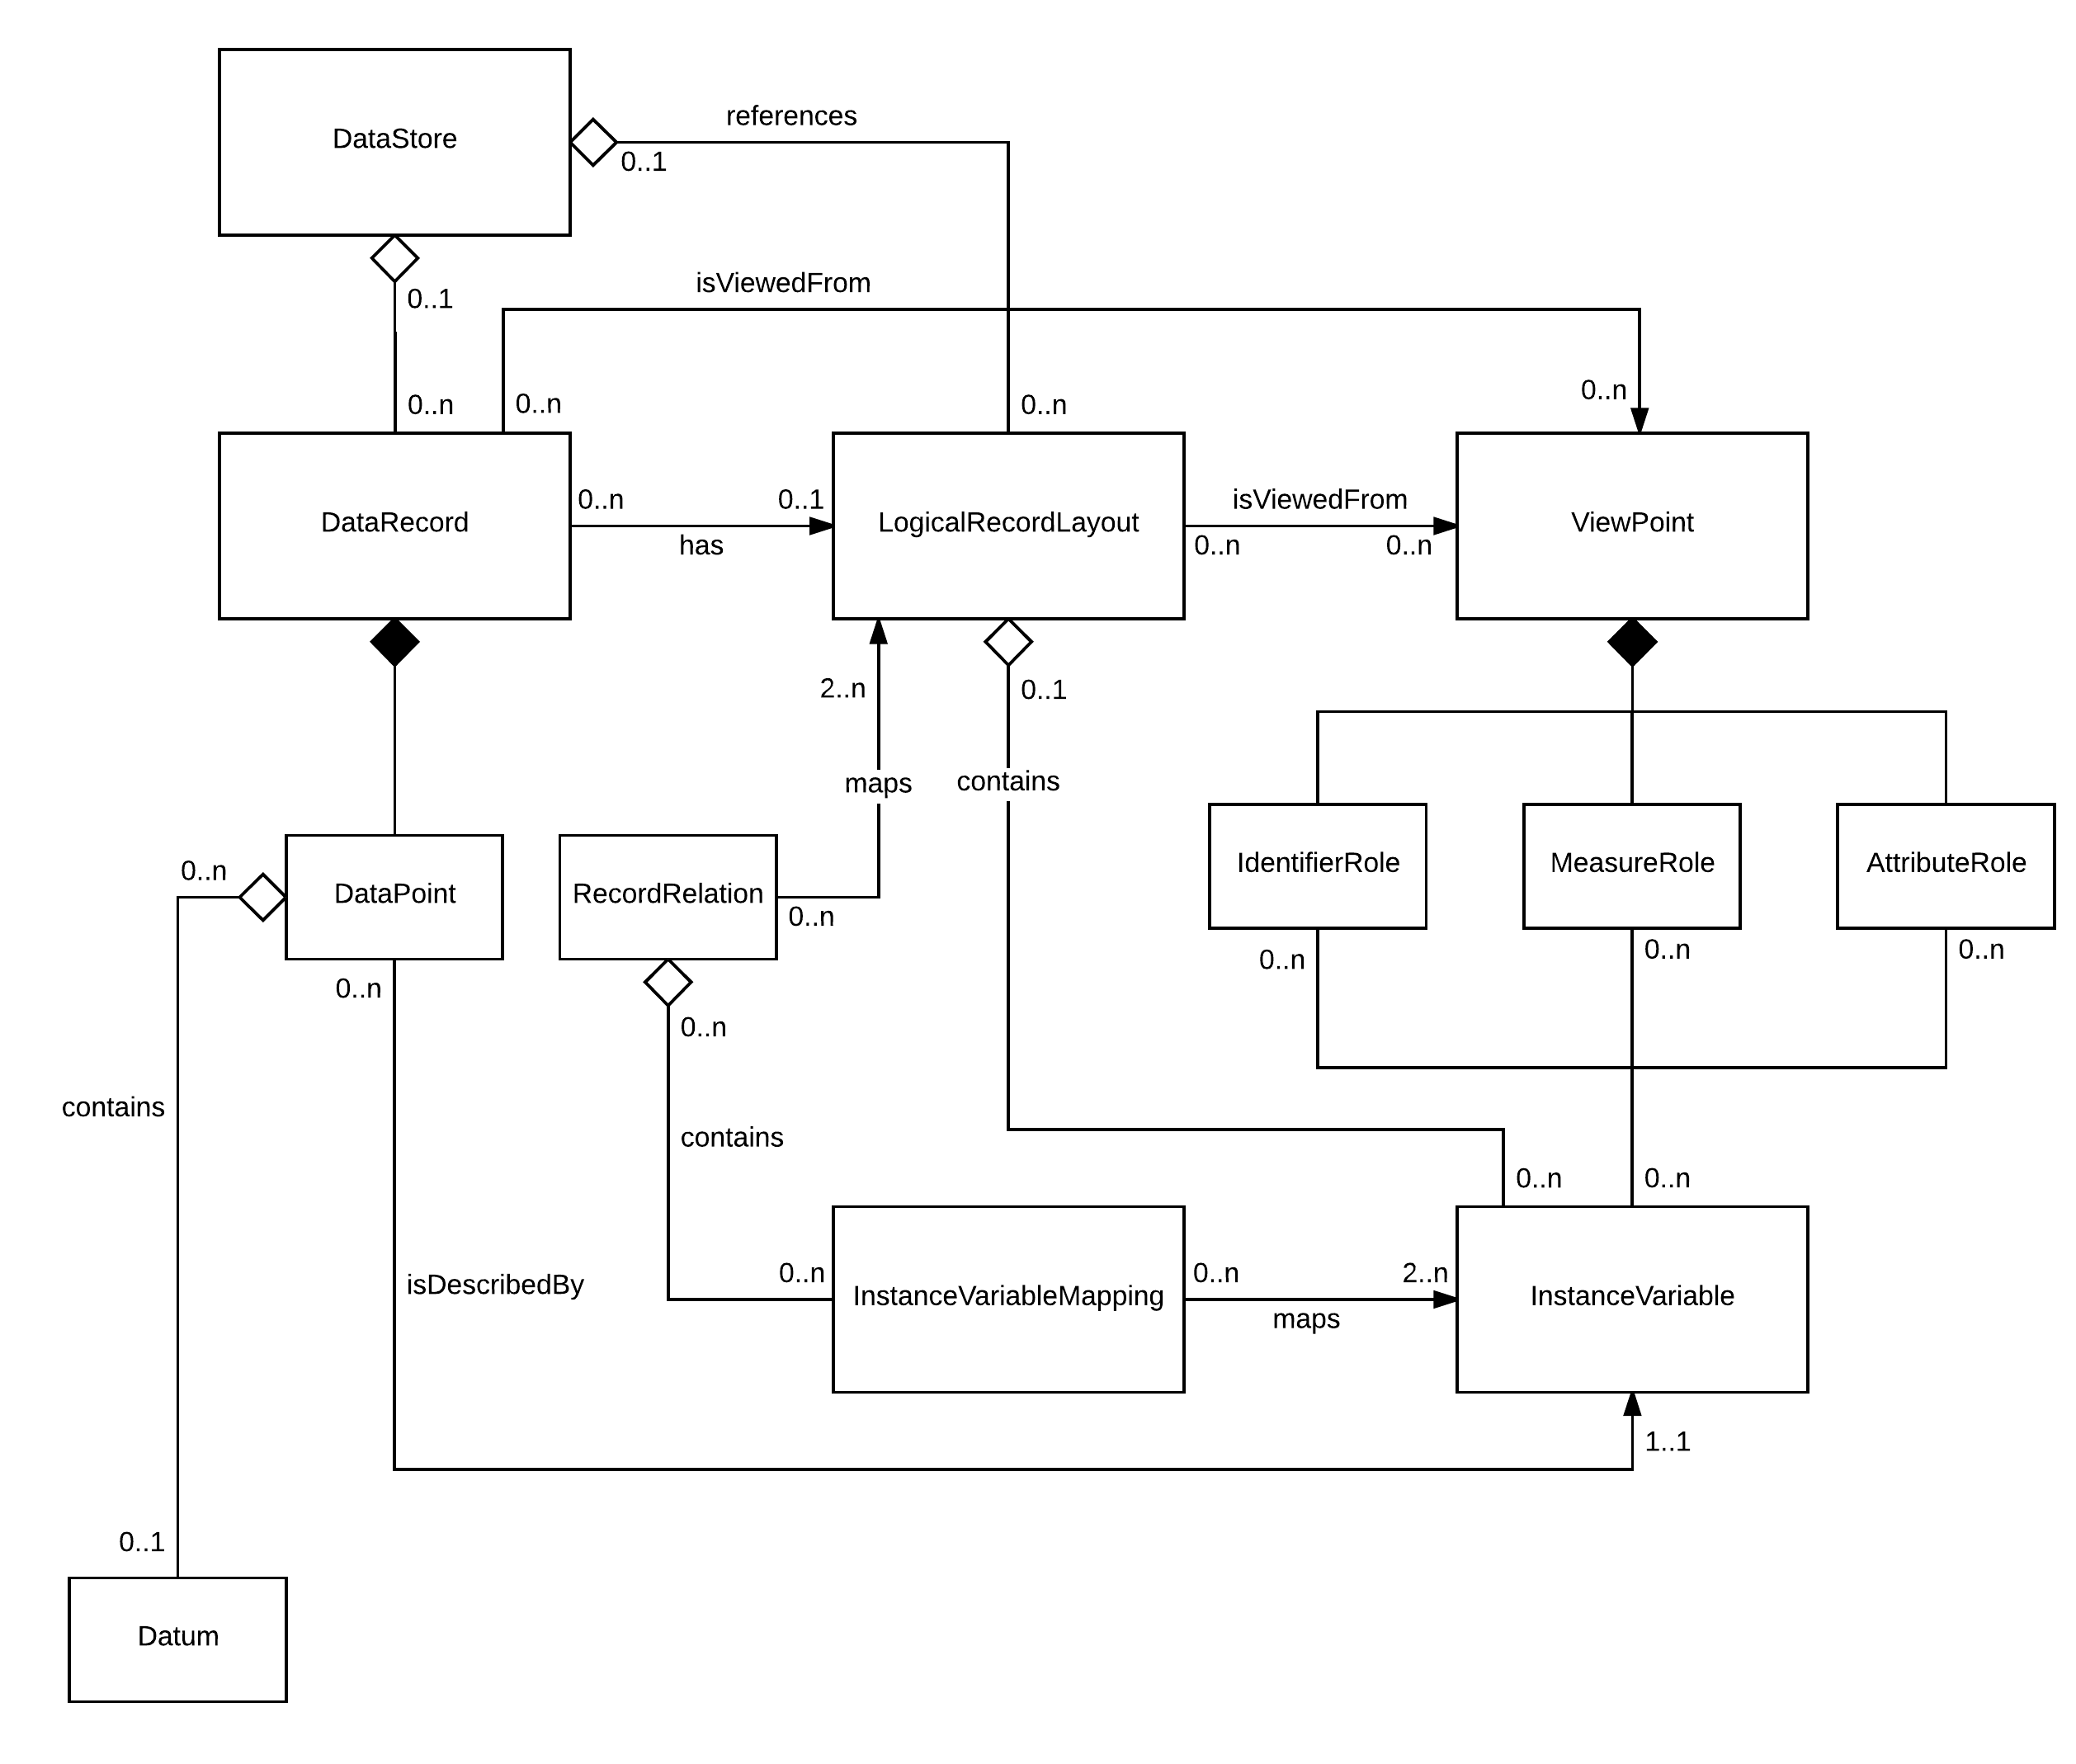 DataStore
references
0..1
0..1
isViewedFrom
0..n
0..n
0..n
0..n
DataRecord
0..n
0..1
has
LogicalRecordLayout
isViewedFrom
0..n
0..n
ViewPoint
2..n
0..1
maps
contains
0..n
DataPoint
RecordRelation
0..n
IdentifierRole
MeasureRole
AttributeRole
0..n
0..n
0..n
0..n
0..n
contains
contains
0..n
0..n
isDescribedBy
0..n
InstanceVariableMapping
0..n
2..n
maps
InstanceVariable
1..1
0..1
Datum